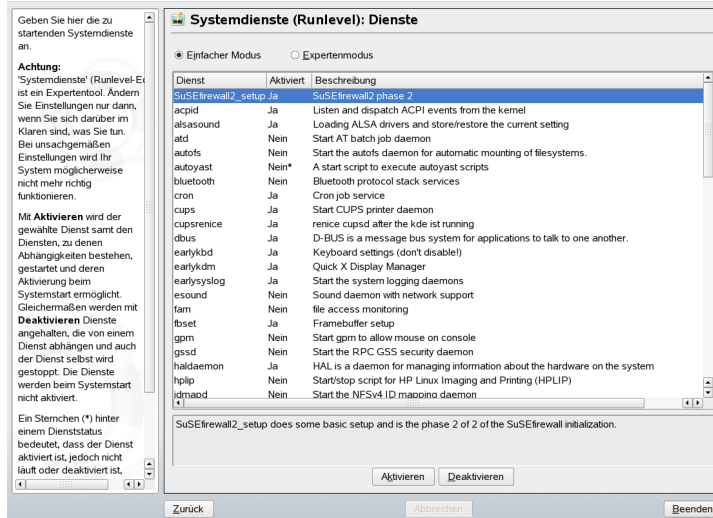 Geben Sie hier die zu
startenden Systemdienste
an.
Achtung:
'Systemdienste' (Runlevel-Ed
ist ein Expertentool. Ändern
Sie Einstellungen nur dann,
wenn Sie sich darüber im
Klaren sind, was Sie tun.
Bei unsachgemäßen
Einstellungen wird Ihr
System möglicherweise
nicht mehr richtig
funktionieren.
Mit Aktivieren wird der
gewählte Dienst samt den
Diensten, zu denen
Abhängigkeiten bestehen,
gestartet und deren
Aktivierung beim
Systemstart ermöglicht.
Gleichermaßen werden mit
Deaktivieren Dienste
angehalten, die von einem
Dienst abhängen und auch
der Dienst selbst wird
gestoppt. Die Dienste
werden beim Systemstart
nicht aktiviert.
Ein Sternchen (*) hinter
einem Dienststatus
bedeutet, dass der Dienst
aktiviert ist, jedoch nicht
läuft oder deaktiviert ist,
Systemdienste (Runlevel): Dienste
Einfacher Modus Expertenmodus
Dienst Aktiviert Beschreibung
SuSEfirewall2_setup Ja SuSEfirewall2 phase 2
acpid Ja Listen and dispatch ACPI events from the kernel
alsasound Ja Loading ALSA drivers and store/restore the current setting
atd Nein Start AT batch job daemon
autofs Nein Start the autofs daemon for automatic mounting of filesystems.
autoyast Nein* A start script to execute autoyast scripts
bluetooth Nein Bluetooth protocol stack services
cron Ja Cron job service
cups Ja Start CUPS printer daemon
cupsrenice Ja renice cupsd after the kde ist running
dbus Ja D-BUS is a message bus system for applications to talk to one another.
earlykbd Ja Keyboard settings (don't disable!)
earlykdm Ja Quick X Display Manager
earlysyslog Ja Start the system logging daemons
esound Nein Sound daemon with network support
fam Nein file access monitoring
fbset Ja Framebuffer setup
gpm Nein Start gpm to allow mouse on console
gssd Nein Start the RPC GSS security daemon
haldaemon Ja HAL is a daemon for managing information about the hardware on the system
hplip Nein Start/stop script for HP Linux Imaging and Printing (HPLIP)
idmapd Nein Start the NFSv4 ID mapping daemon
SuSEfirewall2_setup does some basic setup and is the phase 2 of 2 of the SuSEfirewall initialization.
Aktivieren Deaktivieren
Zurück Abbrechen Beenden